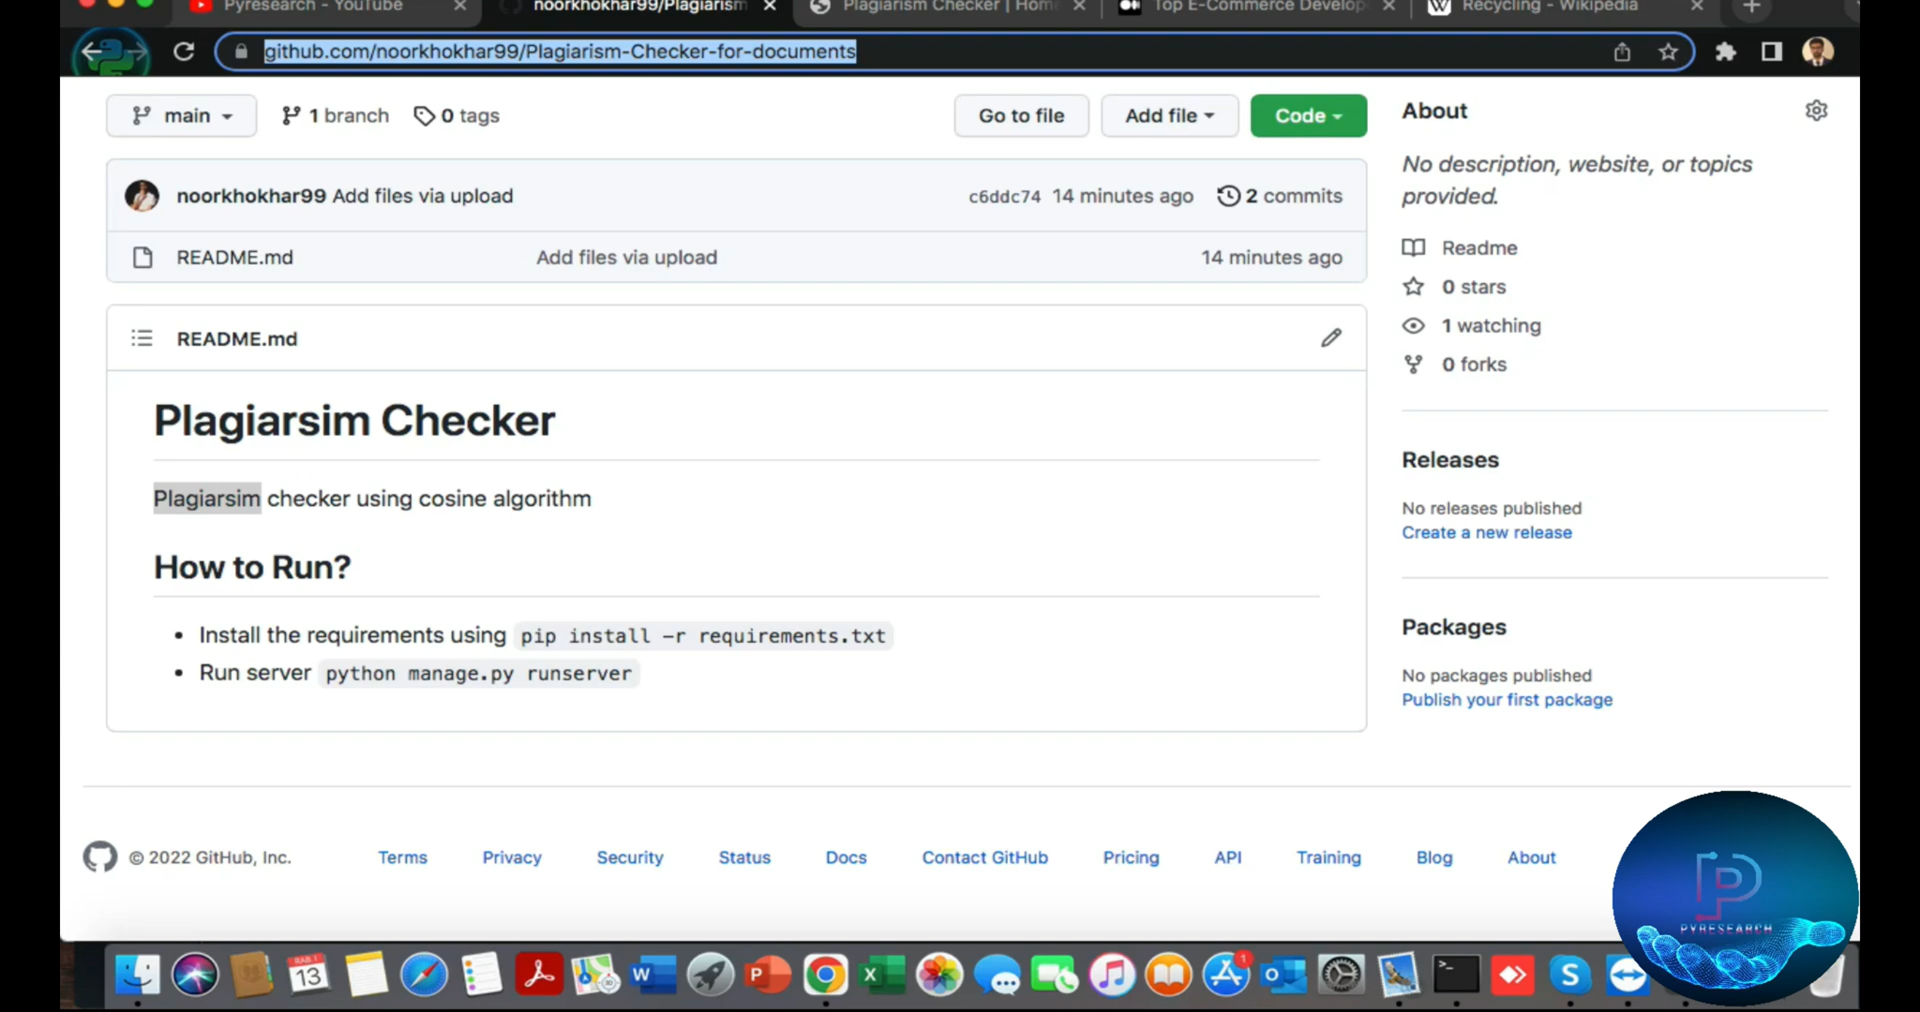 Pyresearch - YouTube
noorkhokhar99/Plagiarism
Plagiarism Checker | Hom
Top E-Commerce Develop
Recycling - Wikipedia
github.com/noorkhokhar99/Plagiarism-Checker-for-documents
main
1 branch
0 tags
Go to file
Add file
Code
About
No description, website, or topics
provided.
noorkhokhar99 Add files via upload
c6ddc74 14 minutes ago
2 commits
README.md
Add files via upload
14 minutes ago
Readme
0 stars
1 watching
0 forks
README.md
Plagiarsim Checker
Plagiarsim checker using cosine algorithm
How to Run?
Install the requirements using pip install -r requirements.txt
Run server python manage.py runserver
Releases
No releases published
Create a new release
Packages
No packages published
Publish your first package
© 2022 GitHub, Inc.
Terms
Privacy
Security
Status
Docs
Contact GitHub
Pricing
API
Training
Blog
About
PYRESEARCH
13
W
P
X
1
O
S